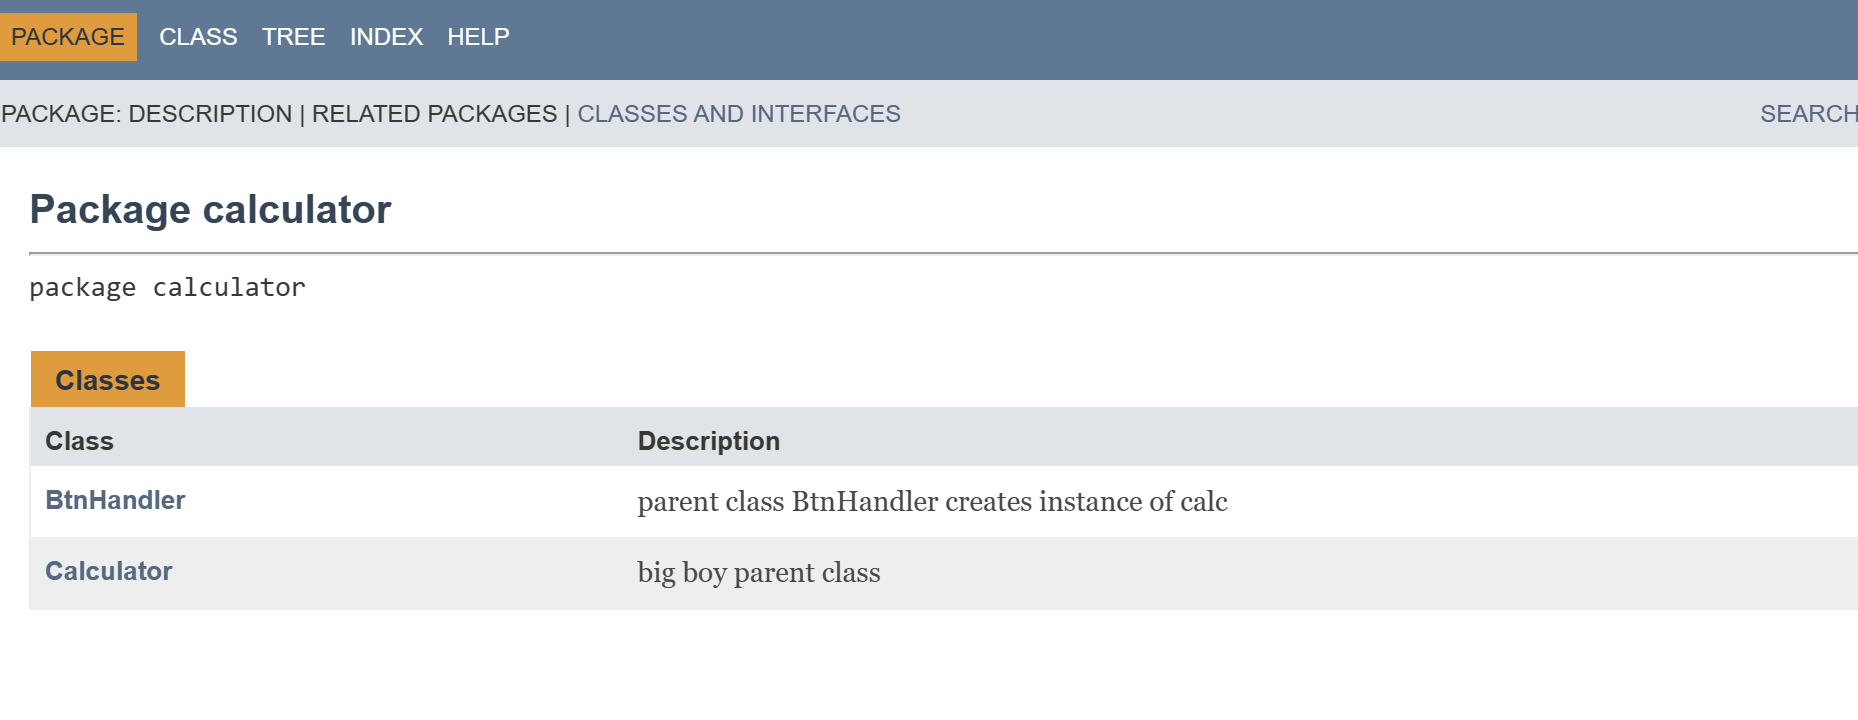 PACKAGE CLASS TREE INDEX HELP
PACKAGE: DESCRIPTION | RELATED PACKAGES | CLASSES AND INTERFACES SEARCH
Package calculator
package calculator
Classes
Class Description
BtnHandler parent class BtnHandler creates instance of calc
Calculator big boy parent class